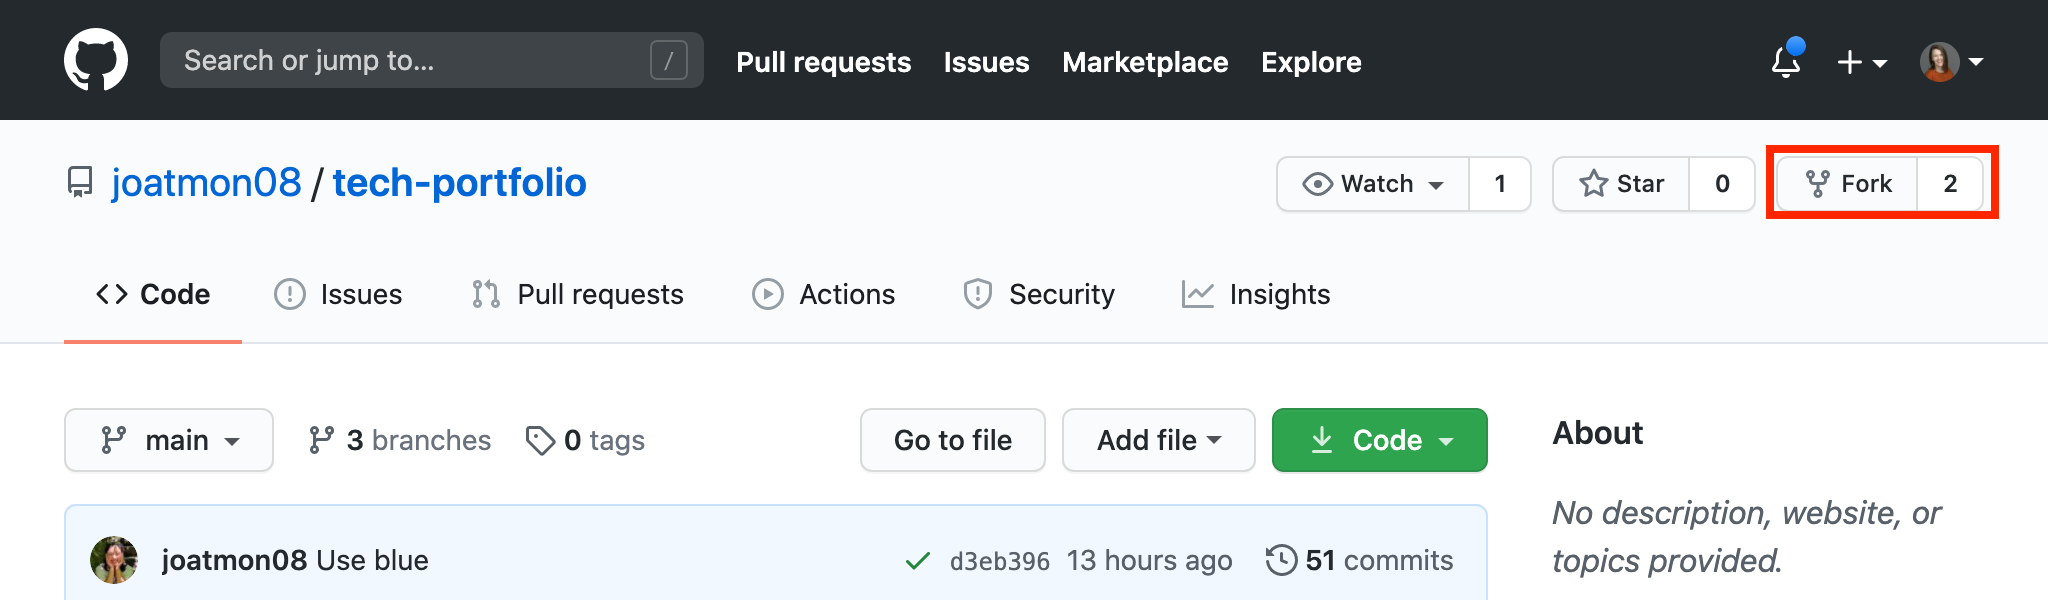 Search or jump to... / Pull requests Issues Marketplace Explore
joatmon08 / tech-portfolio Watch 1 Star 0 Fork 2
Code Issues Pull requests Actions Security Insights
main 3 branches 0 tags Go to file Add file Code
About
No description, website, or
topics provided.
joatmon08 Use blue d3eb396 13 hours ago 51 commits